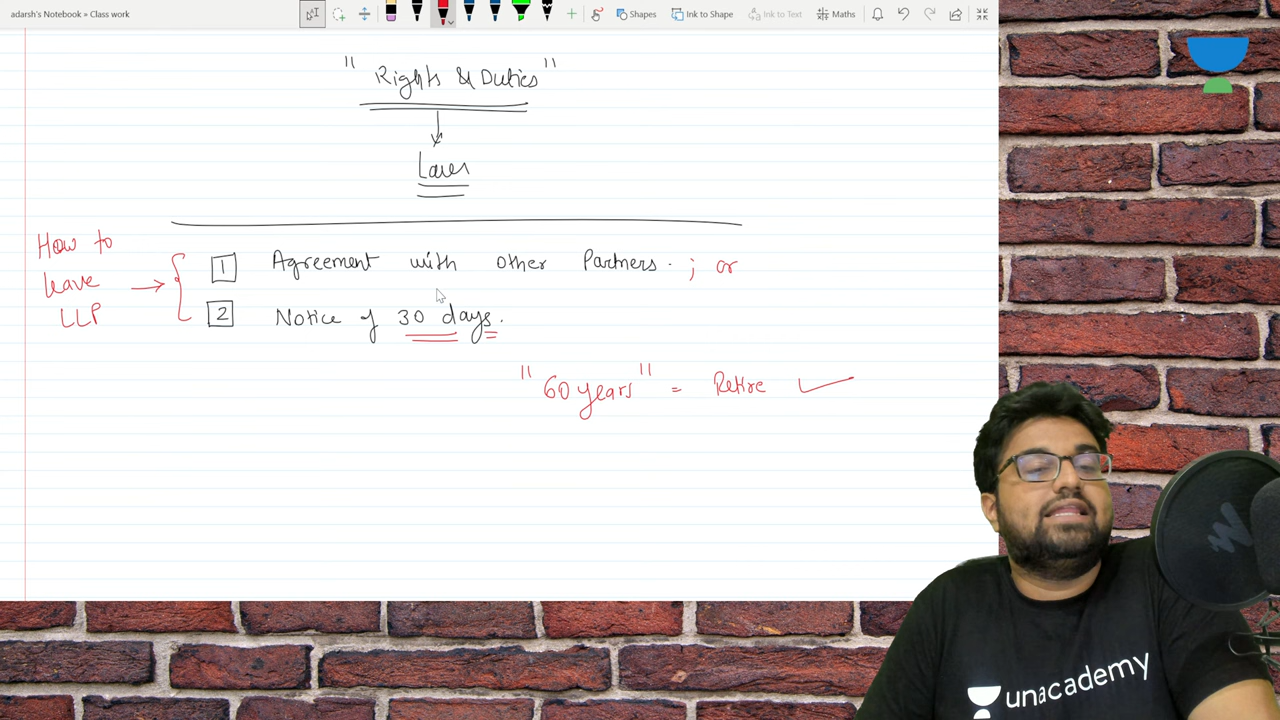 adarsh's Notebook » Class work
Shapes
Ink to Shape
Ink to Text
Maths
" Rights & Duties "
Laws
How to leave LLP
1 Agreement with other Partners. ; or
2 Notice of 30 days.
" 60 years " = Retire
unacademy